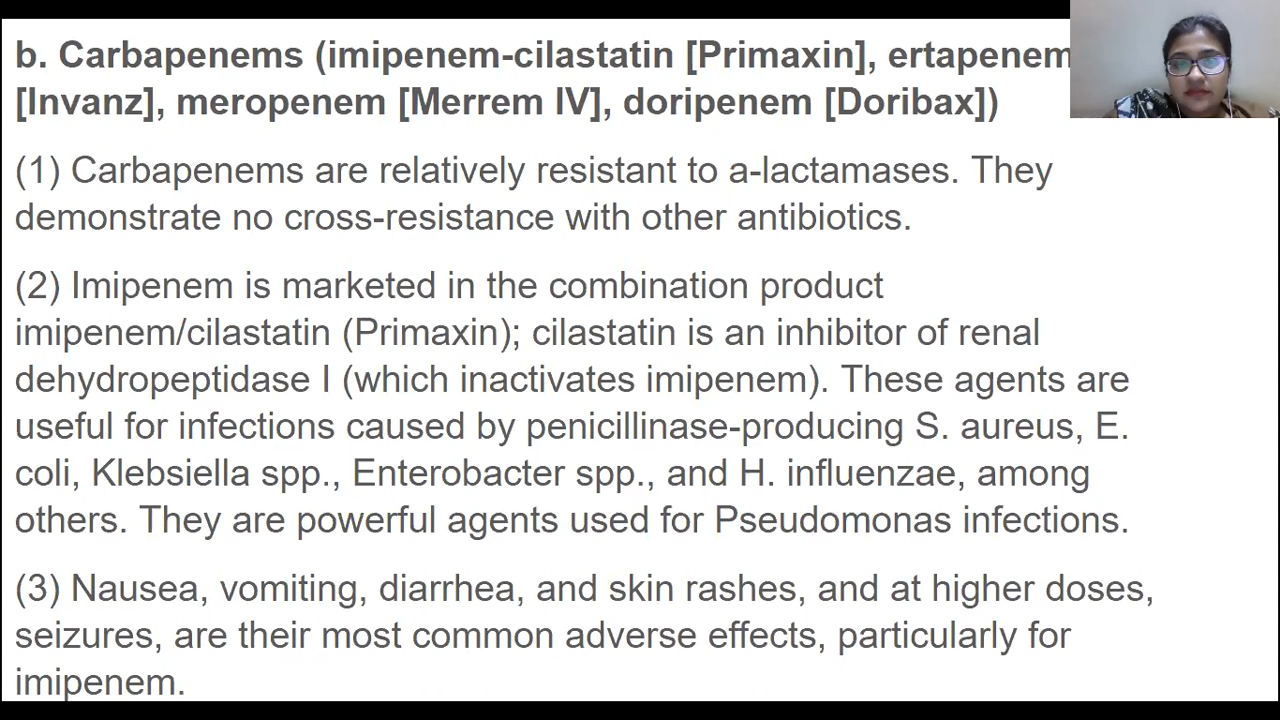 b. Carbapenems (imipenem-cilastatin [Primaxin], ertapenem
[Invanz], meropenem [Merrem IV], doripenem [Doribax])
(1) Carbapenems are relatively resistant to a-lactamases. They
demonstrate no cross-resistance with other antibiotics.
(2) Imipenem is marketed in the combination product
imipenem/cilastatin (Primaxin); cilastatin is an inhibitor of renal
dehydropeptidase I (which inactivates imipenem). These agents are
useful for infections caused by penicillinase-producing S. aureus, E.
coli, Klebsiella spp., Enterobacter spp., and H. influenzae, among
others. They are powerful agents used for Pseudomonas infections.
(3) Nausea, vomiting, diarrhea, and skin rashes, and at higher doses,
seizures, are their most common adverse effects, particularly for
imipenem.